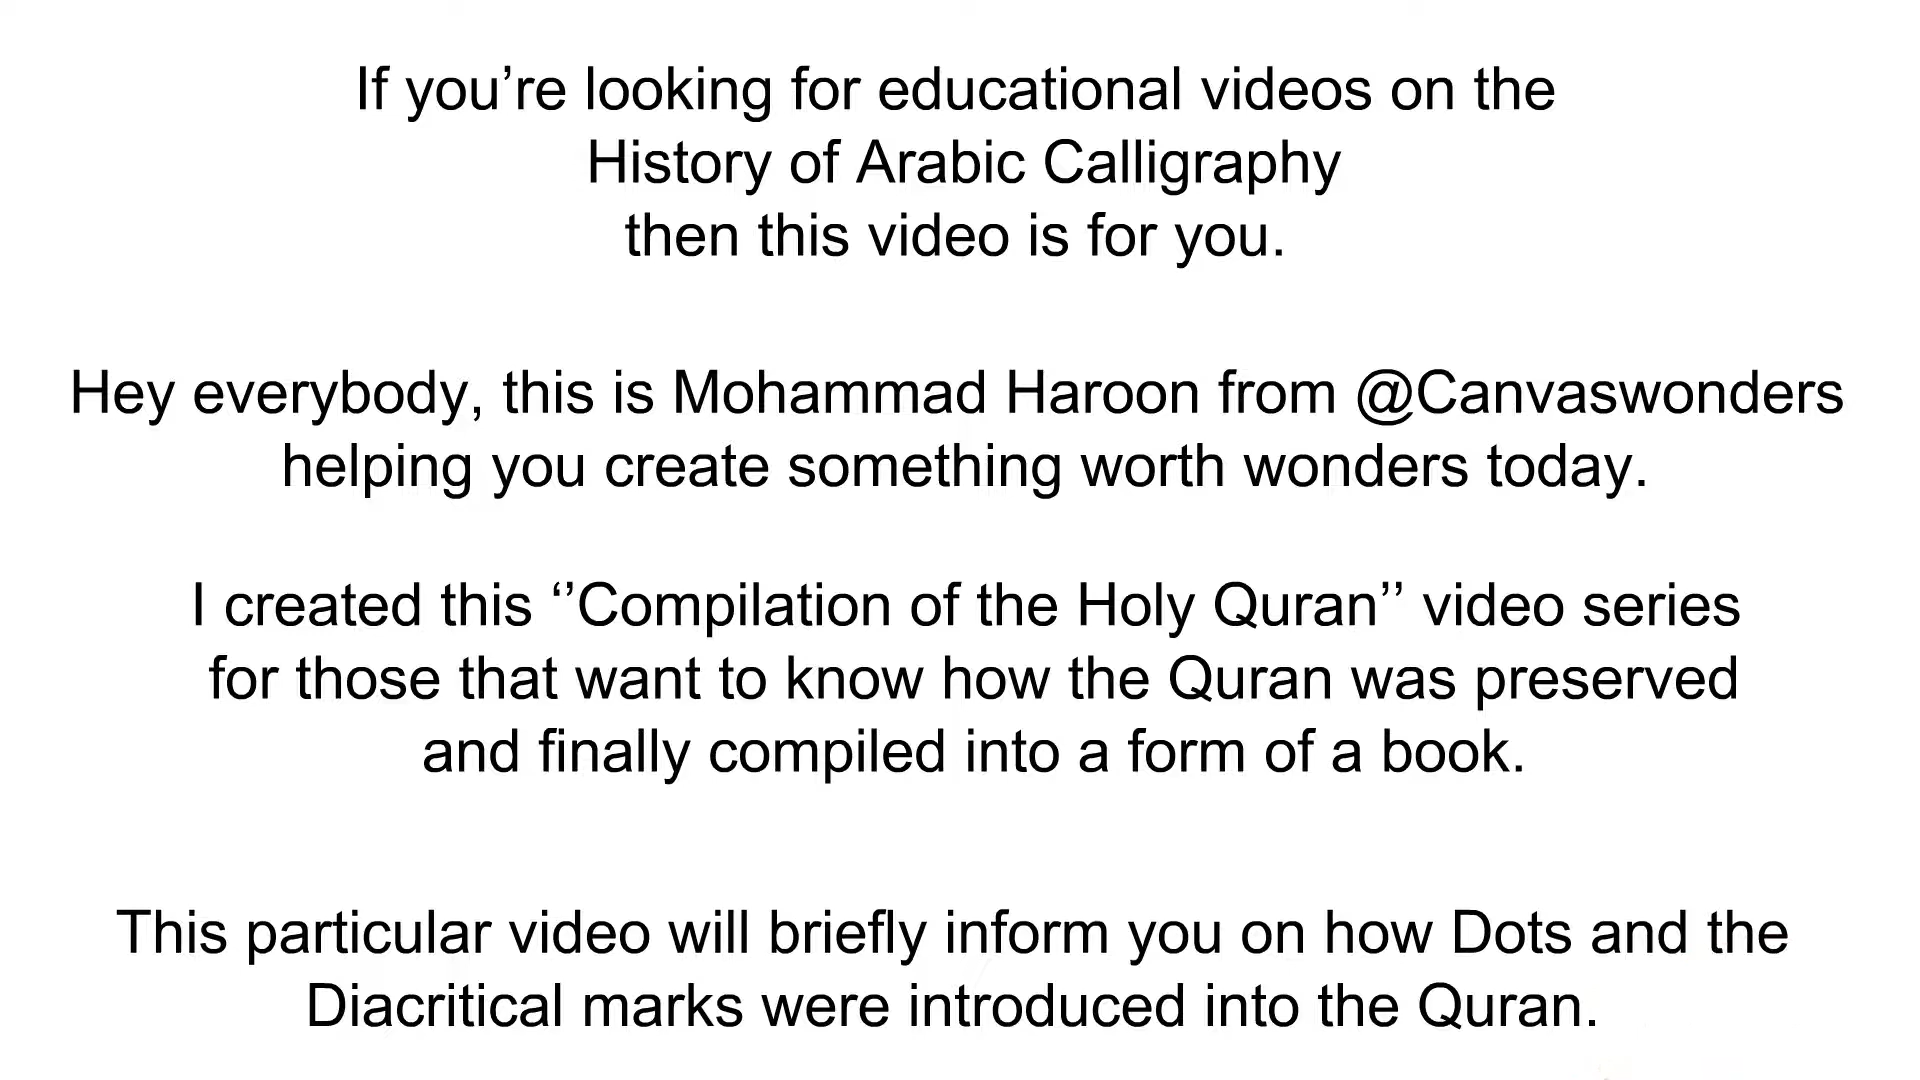 If you’re looking for educational videos on the
History of Arabic Calligraphy
then this video is for you.
Hey everybody, this is Mohammad Haroon from @Canvaswonders
helping you create something worth wonders today.
I created this ‘’Compilation of the Holy Quran’’ video series
for those that want to know how the Quran was preserved
and finally compiled into a form of a book.
This particular video will briefly inform you on how Dots and the
Diacritical marks were introduced into the Quran.